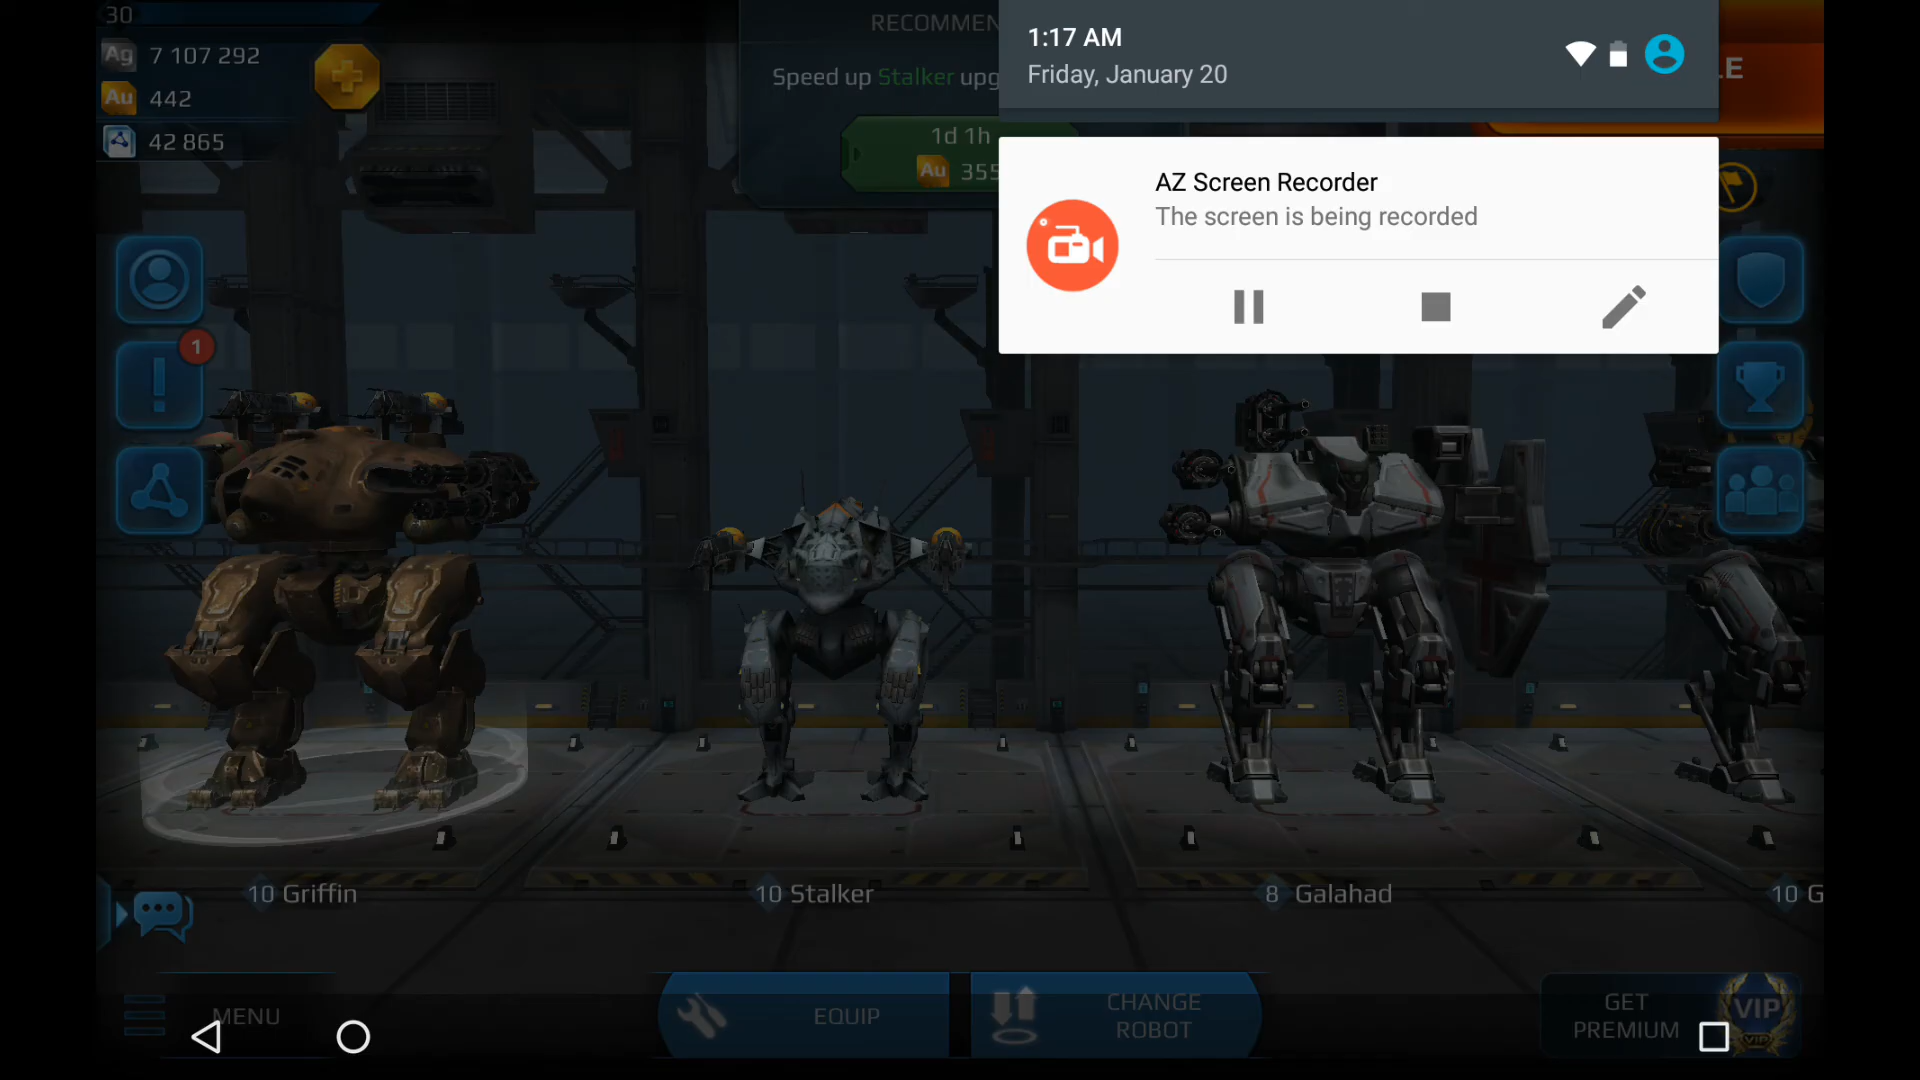 30
Ag 7 107 292
Au 442
42 865
RECOMMEN
Speed up Stalker upg
1d 1h
Au 355
1:17 AM
Friday, January 20
LE
AZ Screen Recorder
The screen is being recorded
1
10 Griffin
10 Stalker
8 Galahad
10 G
MENU
EQUIP
CHANGE
ROBOT
GET
PREMIUM
VIP
VIP